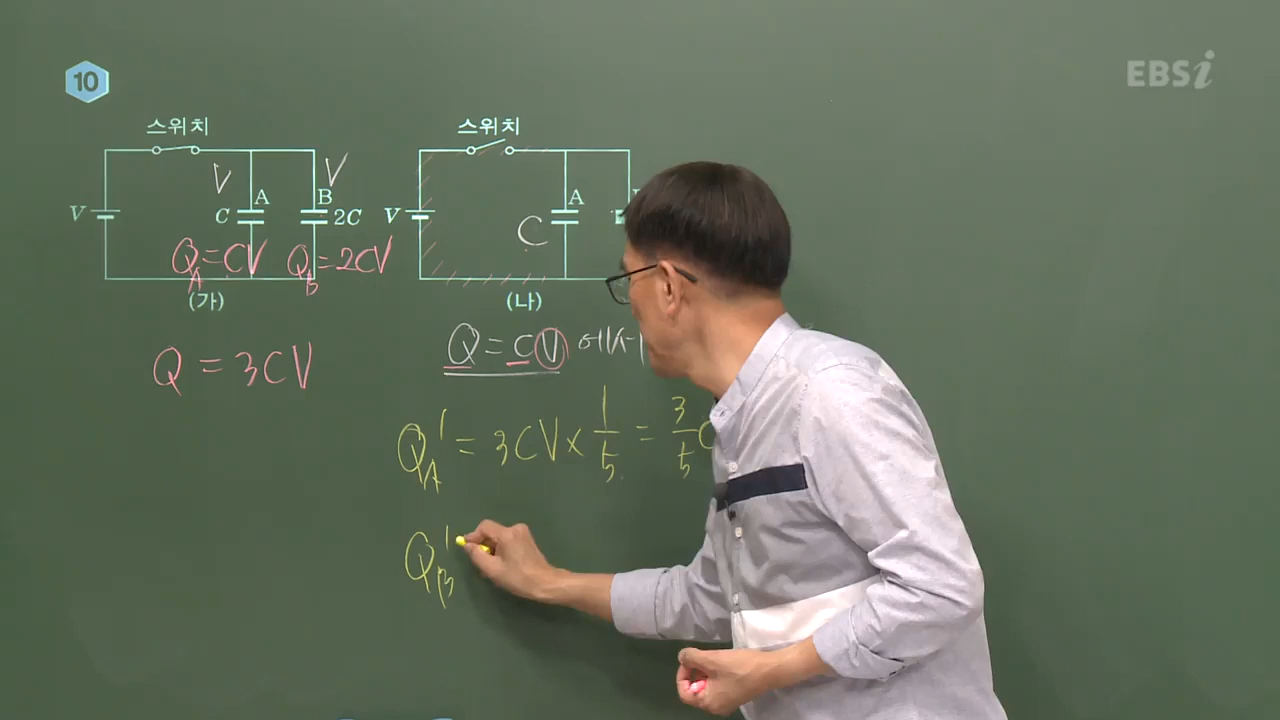 10
EBSi
스위치
V
V
V
A
C
B
2C
Q_A=CV
Q_B=2CV
(가)
Q = 3CV
스위치
V
A
C
(나)
Q = CV 에서
Q_A' = 3CV × 1/5 = 3/5 C
Q_B'